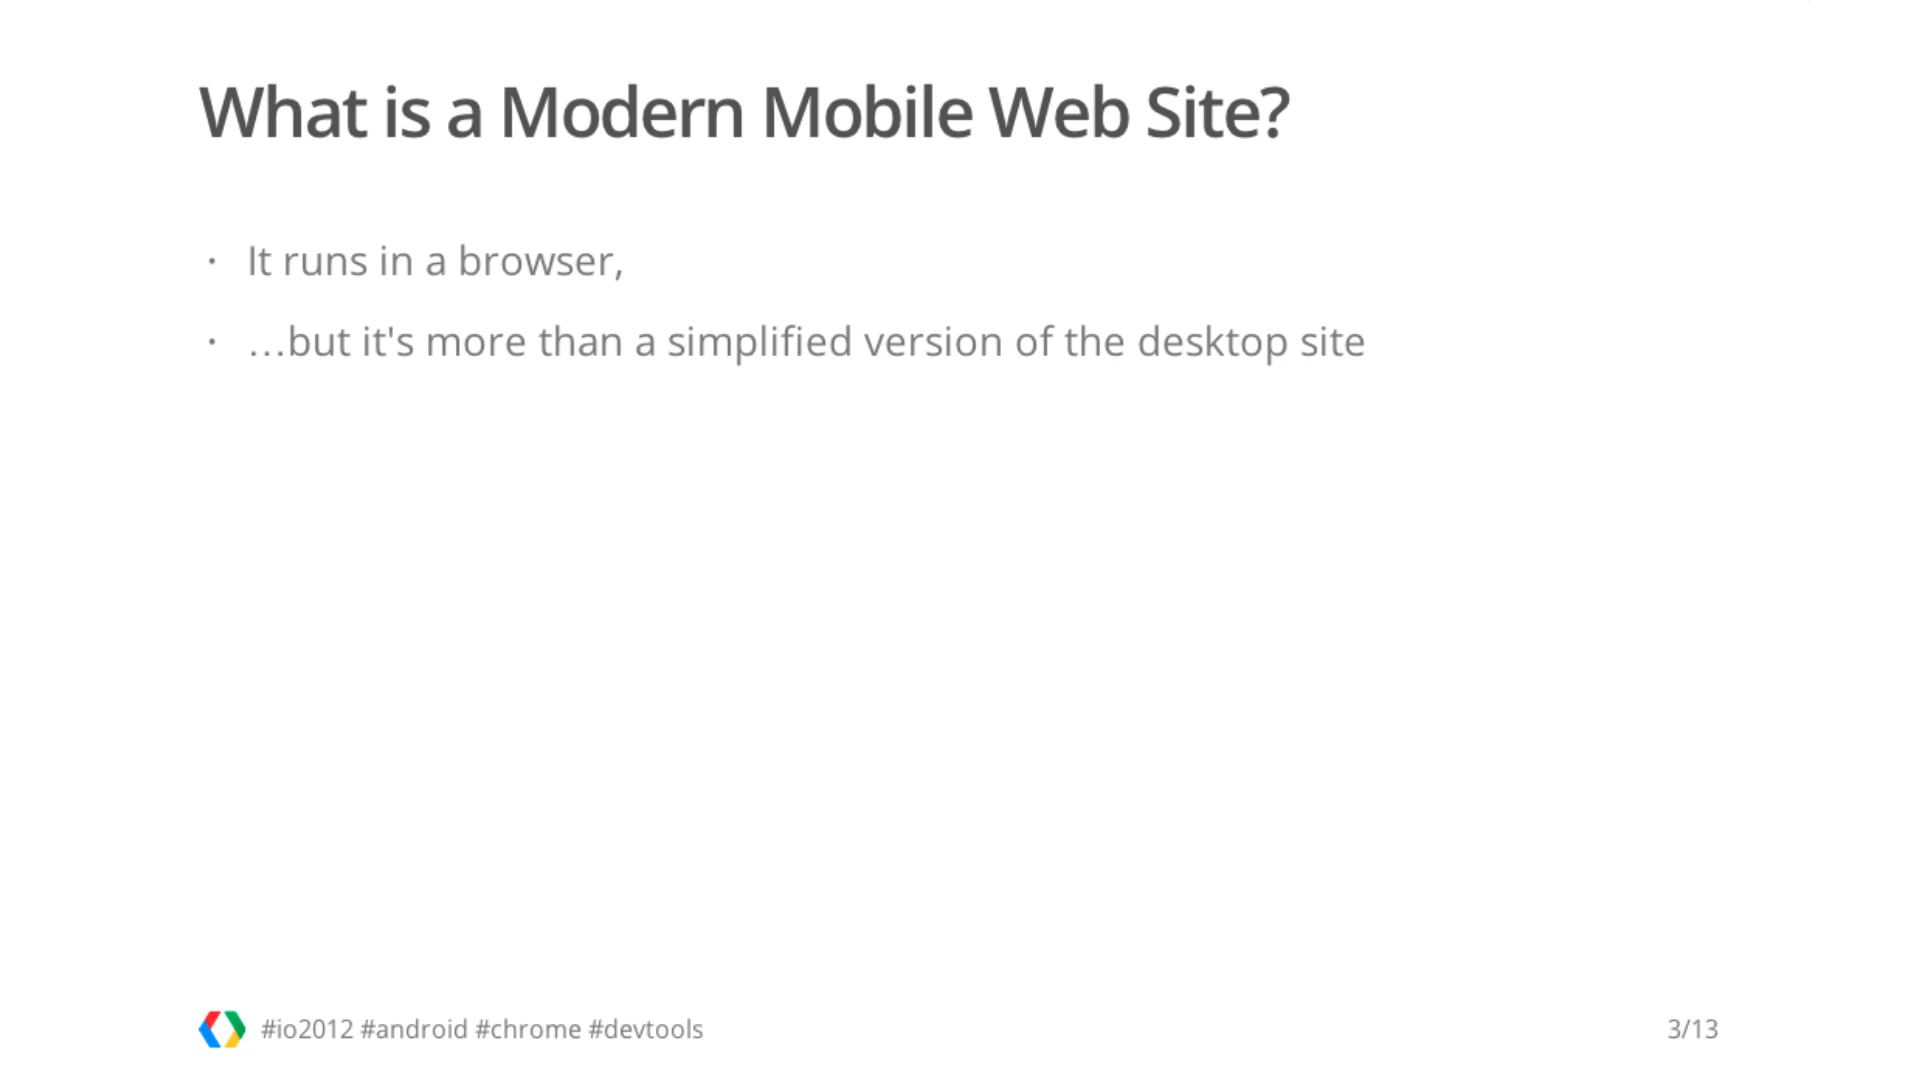 What is a Modern Mobile Web Site?
· It runs in a browser,
· …but it's more than a simplified version of the desktop site
#io2012 #android #chrome #devtools
3/13